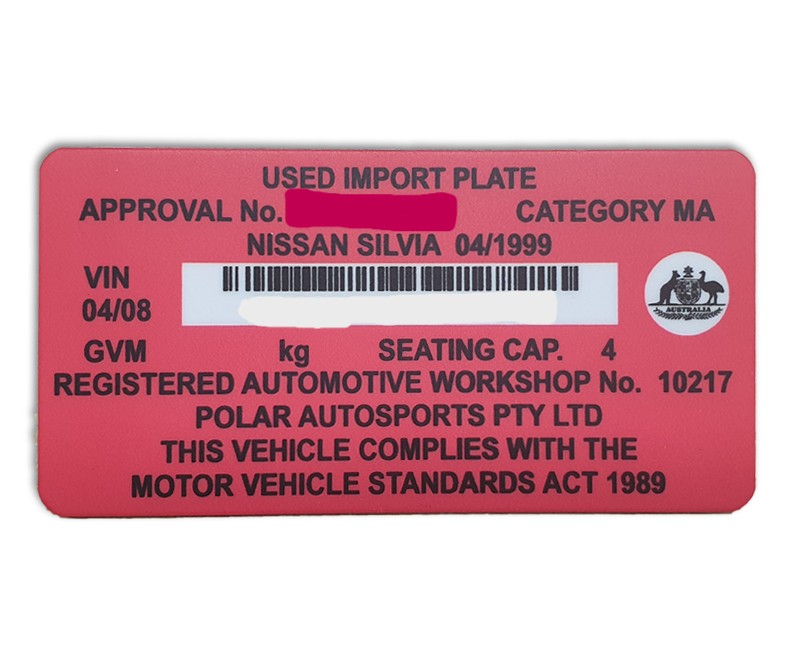 USED IMPORT PLATE
APPROVAL No. CATEGORY MA
NISSAN SILVIA 04/1999
VIN
04/08
AUSTRALIA
GVM kg SEATING CAP. 4
REGISTERED AUTOMOTIVE WORKSHOP No. 10217
POLAR AUTOSPORTS PTY LTD
THIS VEHICLE COMPLIES WITH THE
MOTOR VEHICLE STANDARDS ACT 1989